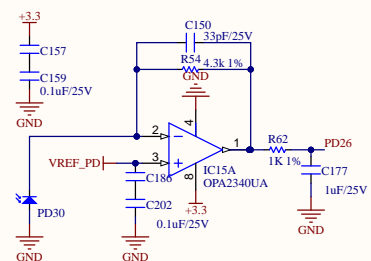 +3.3
C150
33pF/25V
C157
R54
4.3k 1%
GND
C159
0.1uF/25V
GND
4
2
1
R62
PD26
VREF_PD
3
IC15A
1K 1%
C177
C186
OPA2340UA
8
1uF/25V
C202
+3.3
PD30
0.1uF/25V
GND
GND
GND
GND